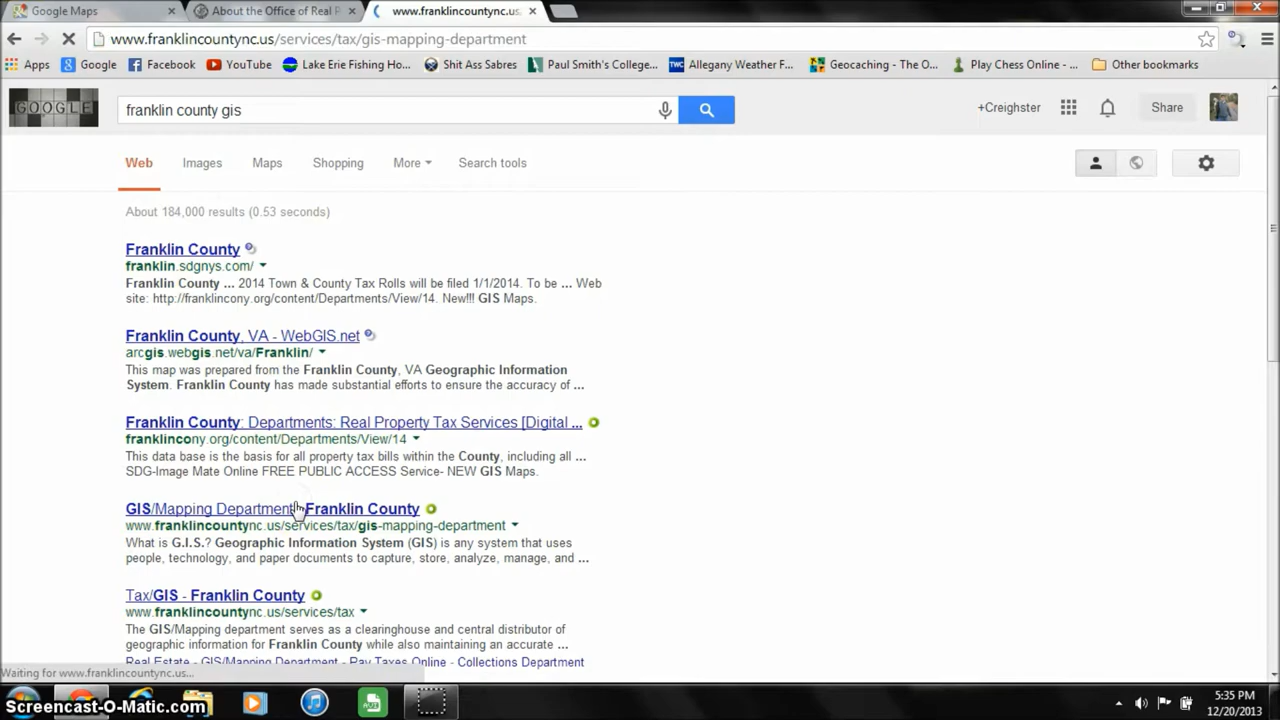 Google Maps
About the Office of Real P
www.franklincountync.us
www.franklincountync.us/services/tax/gis-mapping-department
Apps Google Facebook YouTube Lake Erie Fishing Ho... Shit Ass Sabres Paul Smith's College... Allegany Weather F... Geocaching - The O... Play Chess Online - ... Other bookmarks
GOOGLE franklin county gis +Creighster Share
Web Images Maps Shopping More Search tools
About 184,000 results (0.53 seconds)
Franklin County
franklin.sdgnys.com/
Franklin County ... 2014 Town & County Tax Rolls will be filed 1/1/2014. To be ... Web
site: http://franklincony.org/content/Departments/View/14. New!!! GIS Maps.
Franklin County, VA - WebGIS.net
arcgis.webgis.net/va/Franklin/
This map was prepared from the Franklin County, VA Geographic Information
System. Franklin County has made substantial efforts to ensure the accuracy of ...
Franklin County: Departments: Real Property Tax Services [Digital ...
franklincony.org/content/Departments/View/14
This data base is the basis for all property tax bills within the County, including all ...
SDG-Image Mate Online FREE PUBLIC ACCESS Service- NEW GIS Maps.
GIS/Mapping Department Franklin County
www.franklincountync.us/services/tax/gis-mapping-department
What is G.I.S.? Geographic Information System (GIS) is any system that uses
people, technology, and paper documents to capture, store, analyze, manage, and ...
Tax/GIS - Franklin County
www.franklincountync.us/services/tax
The GIS/Mapping department serves as a clearinghouse and central distributor of
geographic information for Franklin County while also maintaining an accurate ...
Real Estate - GIS/Mapping Department - Pay Taxes Online - Collections Department
Waiting for www.franklincountync.us...
Screencast-O-Matic.com
5:35 PM
12/20/2013